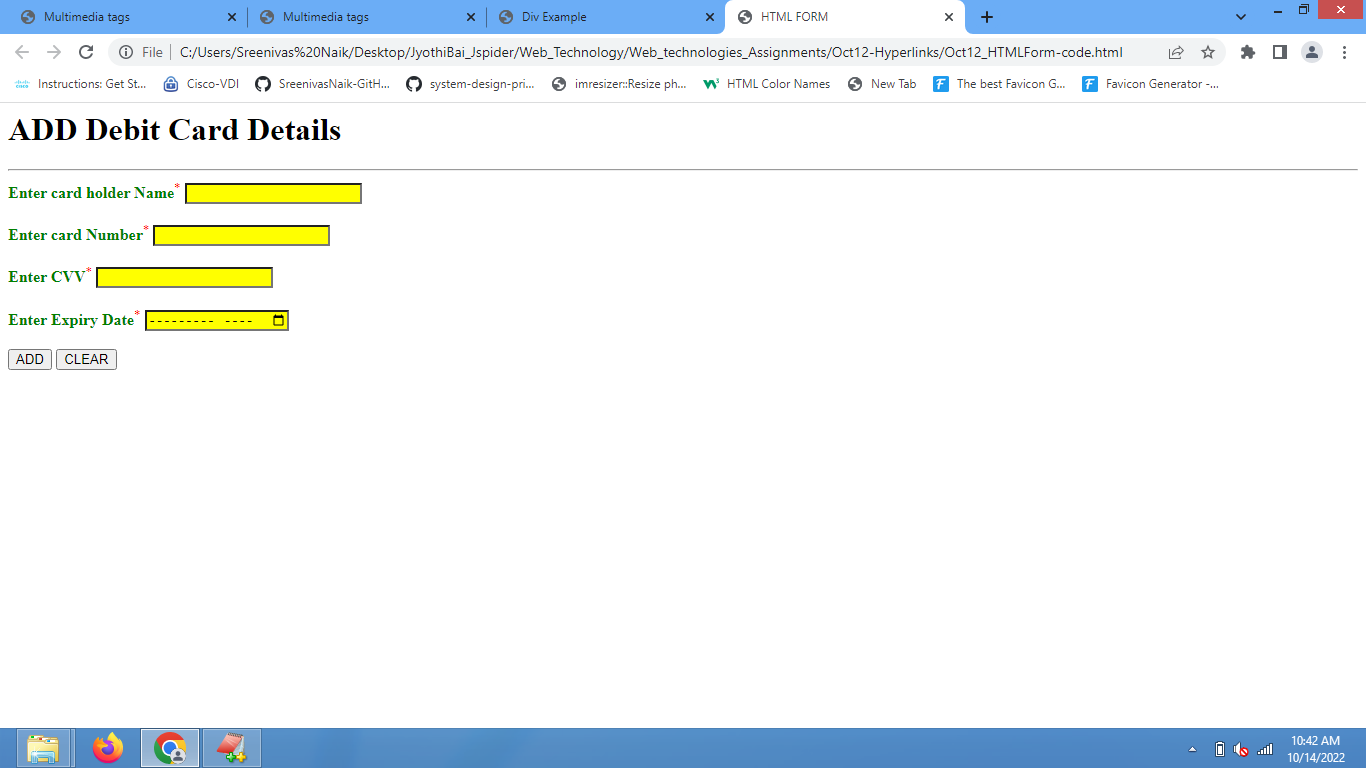 Multimedia tags
Multimedia tags
Div Example
HTML FORM
File
C:/Users/Sreenivas%20Naik/Desktop/JyothiBai_Jspider/Web_Technology/Web_technologies_Assignments/Oct12-Hyperlinks/Oct12_HTMLForm-code.html
cisco Instructions: Get St...
Cisco-VDI
SreenivasNaik-GitH...
system-design-pri...
imresizer::Resize ph...
HTML Color Names
New Tab
The best Favicon G...
Favicon Generator -...
ADD Debit Card Details
Enter card holder Name*
Enter card Number*
Enter CVV*
Enter Expiry Date* --------- ----
ADD CLEAR
10:42 AM
10/14/2022